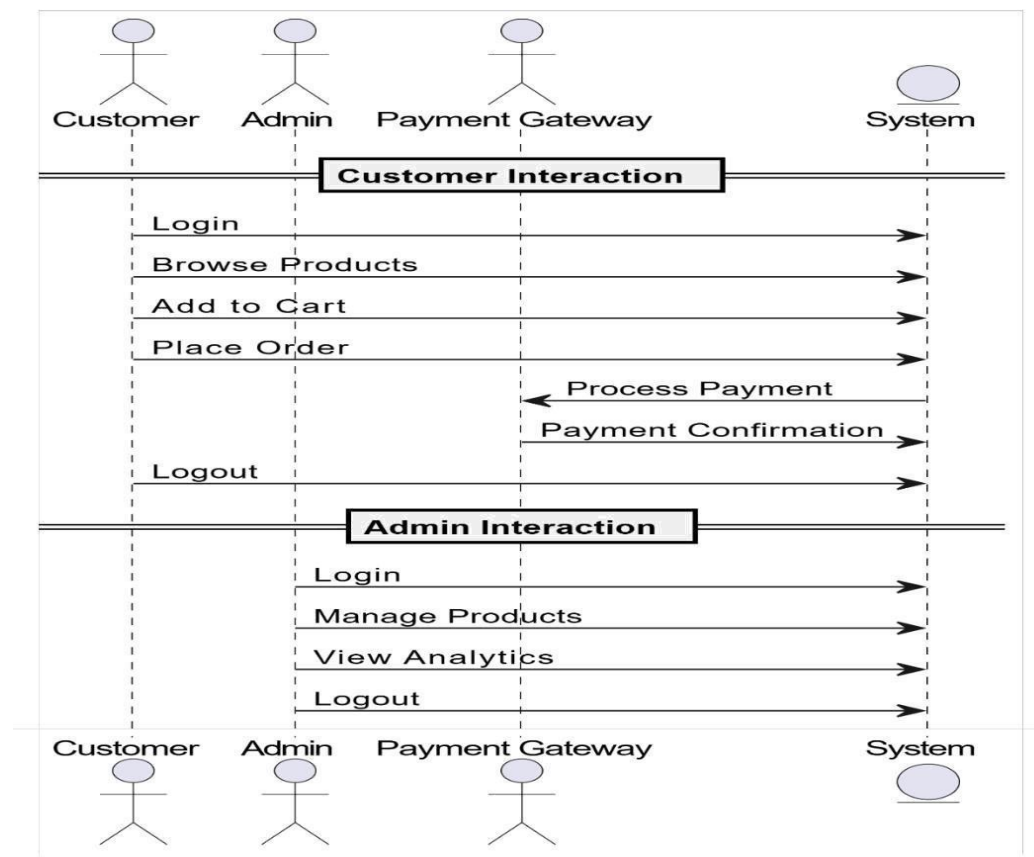 Customer Admin Payment Gateway System
Customer Interaction
Login
Browse Products
Add to Cart
Place Order
Process Payment
Payment Confirmation
Logout
Admin Interaction
Login
Manage Products
View Analytics
Logout
Customer Admin Payment Gateway System